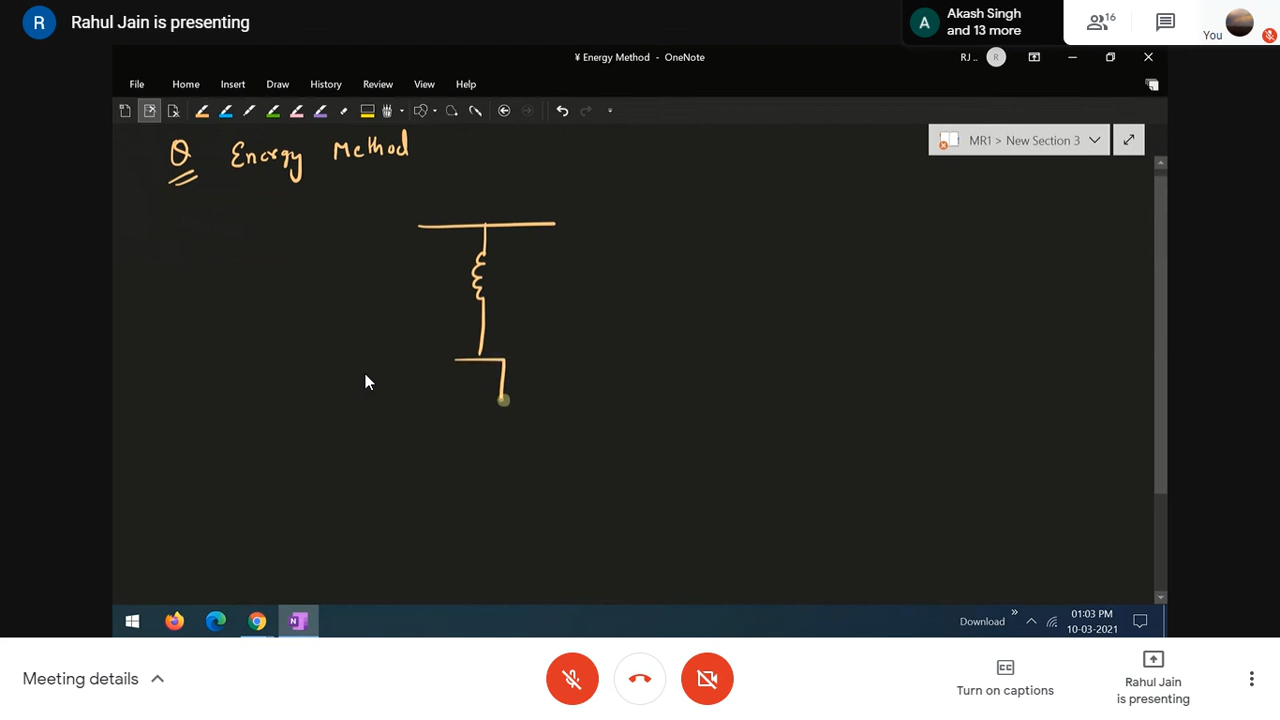 R Rahul Jain is presenting
A Akash Singh and 13 more
16
You
¥ Energy Method - OneNote
RJ .. R
File Home Insert Draw History Review View Help
MR1 > New Section 3
Q Energy Method
Download
01:03 PM
10-03-2021
Meeting details
CC
Turn on captions
Rahul Jain
is presenting